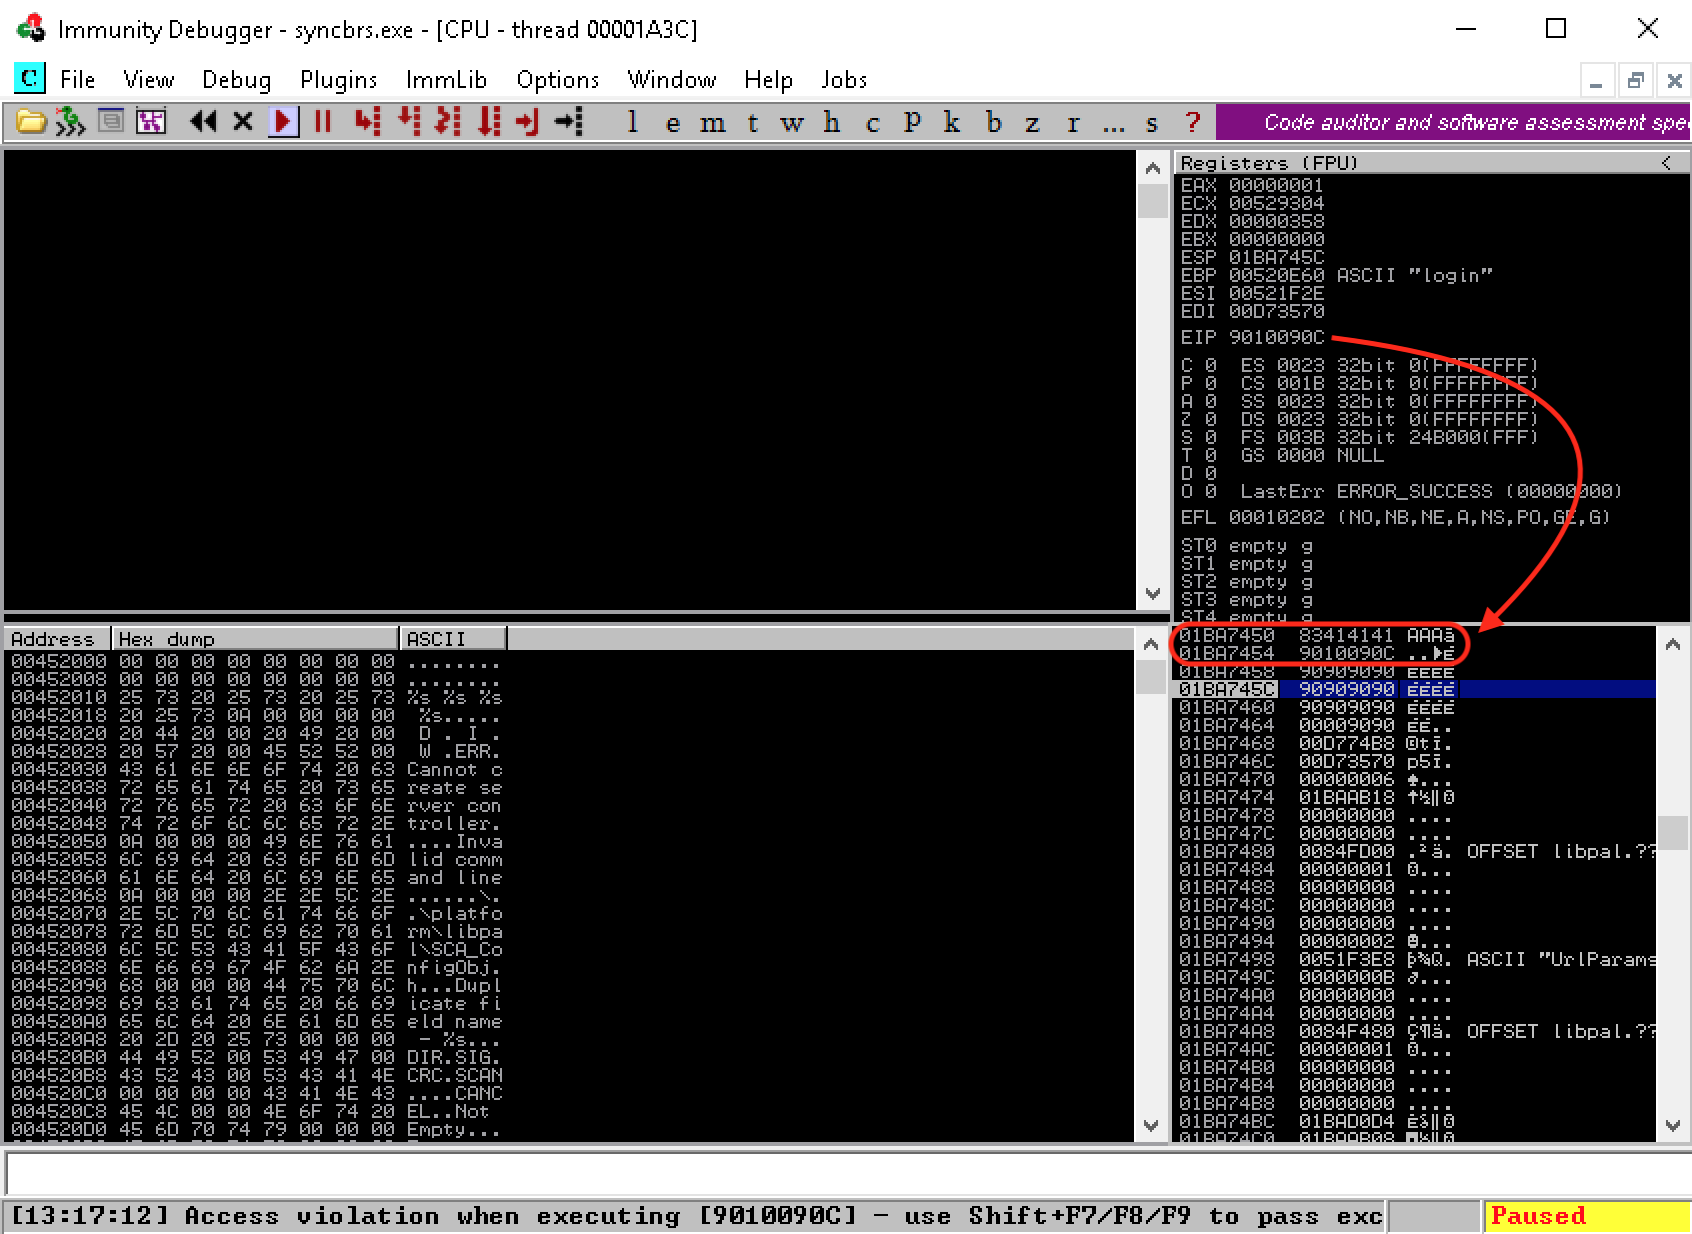 Immunity Debugger - syncbrs.exe - [CPU - thread 00001A3C]
C File View Debug Plugins ImmLib Options Window Help Jobs
l e m t w h c P k b z r ... s ? Code auditor and software assessment spe
Registers (FPU) <
EAX 00000001
ECX 00529304
EDX 00000358
EBX 00000000
ESP 01BA745C
EBP 00520E60 ASCII "login"
ESI 00521F2E
EDI 00D73570
EIP 9010090C
C 0 ES 0023 32bit 0(FFFFFFFF)
P 0 CS 001B 32bit 0(FFFFFFFF)
A 0 SS 0023 32bit 0(FFFFFFFF)
Z 0 DS 0023 32bit 0(FFFFFFFF)
S 0 FS 003B 32bit 24B000(FFF)
T 0 GS 0000 NULL
D 0
O 0 LastErr ERROR_SUCCESS (00000000)
EFL 00010202 (NO,NB,NE,A,NS,PO,GE,G)
ST0 empty g
ST1 empty g
ST2 empty g
ST3 empty g
ST4 empty g
Address Hex dump ASCII
00452000 00 00 00 00 00 00 00 00 ........
00452008 00 00 00 00 00 00 00 00 ........
00452010 25 73 20 25 73 20 25 73 %s %s %s
00452018 20 25 73 0A 00 00 00 00 %s.....
00452020 20 44 20 00 20 49 20 00 D . I .
00452028 20 57 20 00 45 52 52 00 W .ERR.
00452030 43 61 6E 6E 6F 74 20 63 Cannot c
00452038 72 65 61 74 65 20 73 65 reate se
00452040 72 76 65 72 20 63 6F 6E rver con
00452048 74 72 6F 6C 6C 65 72 2E troller.
00452050 0A 00 00 00 49 6E 76 61 ....Inva
00452058 6C 69 64 20 63 6F 6D 6D lid comm
00452060 61 6E 64 20 6C 69 6E 65 and line
00452068 0A 00 00 00 2E 2E 5C 2E ......\.
00452070 2E 5C 70 6C 61 74 66 6F .\platfo
00452078 72 6D 5C 6C 69 62 70 61 rm\libpa
00452080 6C 5C 53 43 41 5F 43 6F l\SCA_Co
00452088 6E 66 69 67 4F 62 6A 2E nfigObj.
00452090 68 00 00 00 44 75 70 6C h...Dupl
00452098 69 63 61 74 65 20 66 69 icate fi
004520A0 65 6C 64 20 6E 61 6D 65 eld name
004520A8 20 2D 20 25 73 00 00 00 - %s...
004520B0 44 49 52 00 53 49 47 00 DIR.SIG.
004520B8 43 52 43 00 53 43 41 4E CRC.SCAN
004520C0 00 00 00 00 43 41 4E 43 ....CANC
004520C8 45 4C 00 00 4E 6F 74 20 EL..Not
004520D0 45 6D 70 74 79 00 00 00 Empty...
01BA7450 83414141 AAAâ
01BA7454 9010090C ..►É
01BA7458 90909090 ÉÉÉÉ
01BA745C 90909090 ÉÉÉÉ
01BA7460 90909090 ÉÉÉÉ
01BA7464 00009090 ÉÉ..
01BA7468 00D774B8
01BA746C 00D73570
01BA7470 00000006 ♠...
01BA7474 01BAAB18
01BA7478 00000000 ....
01BA747C 00000000 ....
01BA7480 0084FD00 .²ä. OFFSET libpal.??
01BA7484 00000001 ☺...
01BA7488 00000000 ....
01BA748C 00000000 ....
01BA7490 00000000 ....
01BA7494 00000002 ☻...
01BA7498 0051F3E8 Þ¾Q. ASCII "UrlParams
01BA749C 0000000B ♂...
01BA74A0 00000000 ....
01BA74A4 00000000 ....
01BA74A8 0084F480 Ç¶ä. OFFSET libpal.??
01BA74AC 00000001 ☺...
01BA74B0 00000000 ....
01BA74B4 00000000 ....
01BA74B8 00000000 ....
01BA74BC 01BAD0D4
01BA74C0 01BAAB08
[13:17:12] Access violation when executing [9010090C] - use Shift+F7/F8/F9 to pass exc
Paused